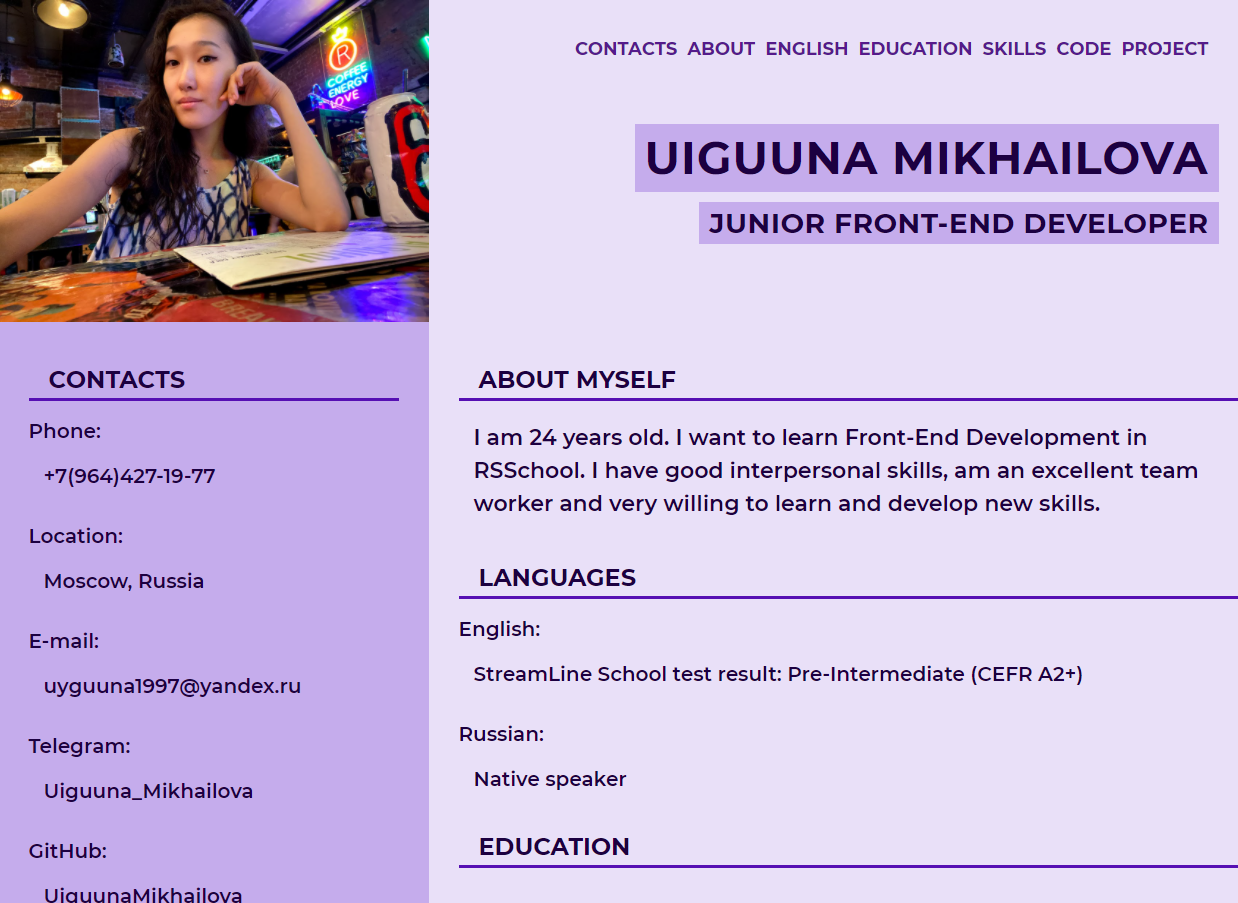 COFFEE
ENERGY
LOVE
CONTACTS ABOUT ENGLISH EDUCATION SKILLS CODE PROJECT
UIGUUNA MIKHAILOVA
JUNIOR FRONT-END DEVELOPER
CONTACTS
Phone:
+7(964)427-19-77
Location:
Moscow, Russia
E-mail:
uyguuna1997@yandex.ru
Telegram:
Uiguuna_Mikhailova
GitHub:
UiguunaMikhailova
ABOUT MYSELF
I am 24 years old. I want to learn Front-End Development in
RSSchool. I have good interpersonal skills, am an excellent team
worker and very willing to learn and develop new skills.
LANGUAGES
English:
StreamLine School test result: Pre-Intermediate (CEFR A2+)
Russian:
Native speaker
EDUCATION